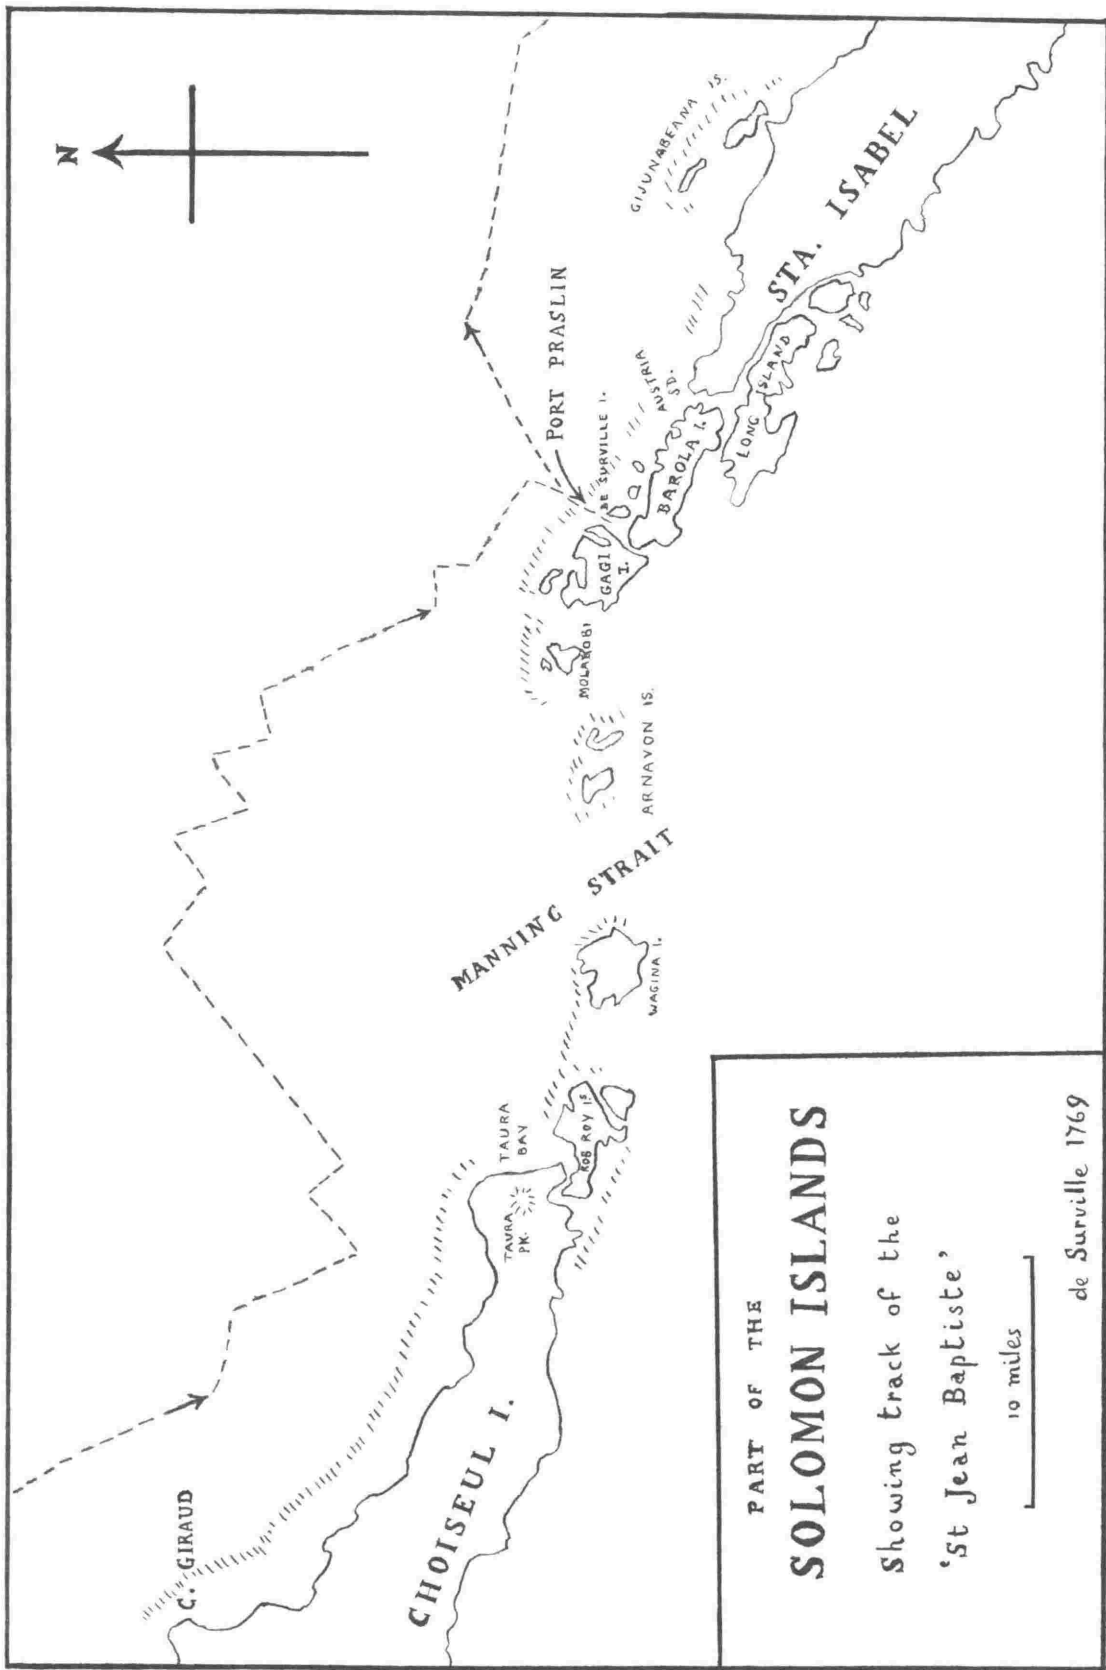 N
GIJUNABEANA IS.
STA. ISABEL
PORT PRASLIN
DE SURVILLE I.
AUSTRIA
SD.
BAROLA I.
LONG
ISLAND
GAGI
I.
MOLAKOBI
ARNAVON IS.
MANNING STRAIT
WAGINA I.
ROB ROY IS.
TAURA
BAY
TAURA
PK.
CHOISEUL I.
C. GIRAUD
PART OF THE
SOLOMON ISLANDS
Showing track of the
'St Jean Baptiste'
10 miles
de Surville 1769